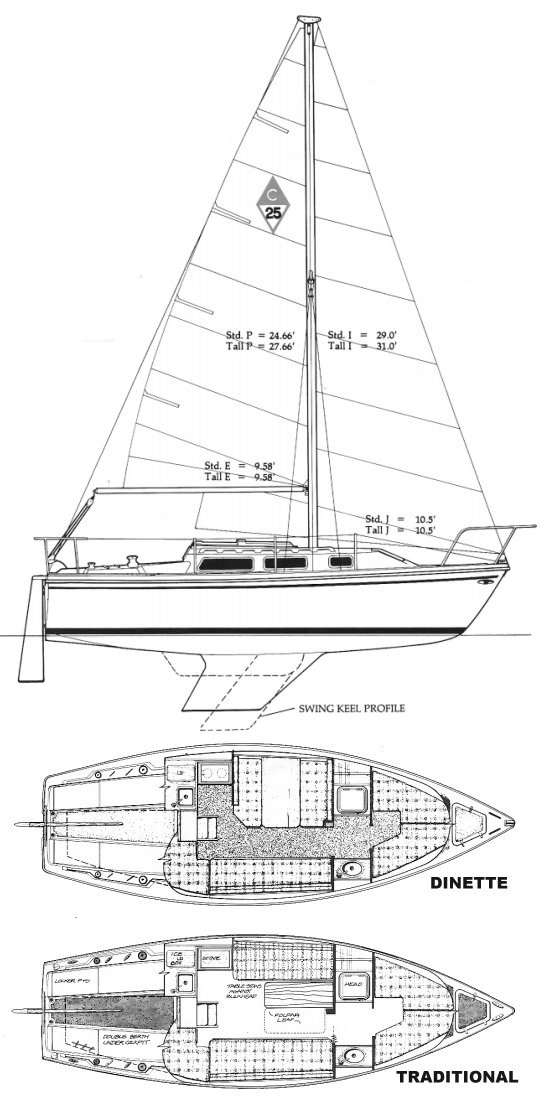 C
25
Std. P = 24.66'
Tall P = 27.66'
Std. I = 29.0'
Tall I = 31.0'
Std. E = 9.58'
Tall E = 9.58'
Std. J = 10.5'
Tall J = 10.5'
SWING KEEL PROFILE
DINETTE
ICE
BOX
STOVE
LOCKER P/S
TABLE
AGAINST
BULKHEAD
HEAD
FOLDING
LEAF
DOUBLE BERTH
UNDER COCKPIT
TRADITIONAL